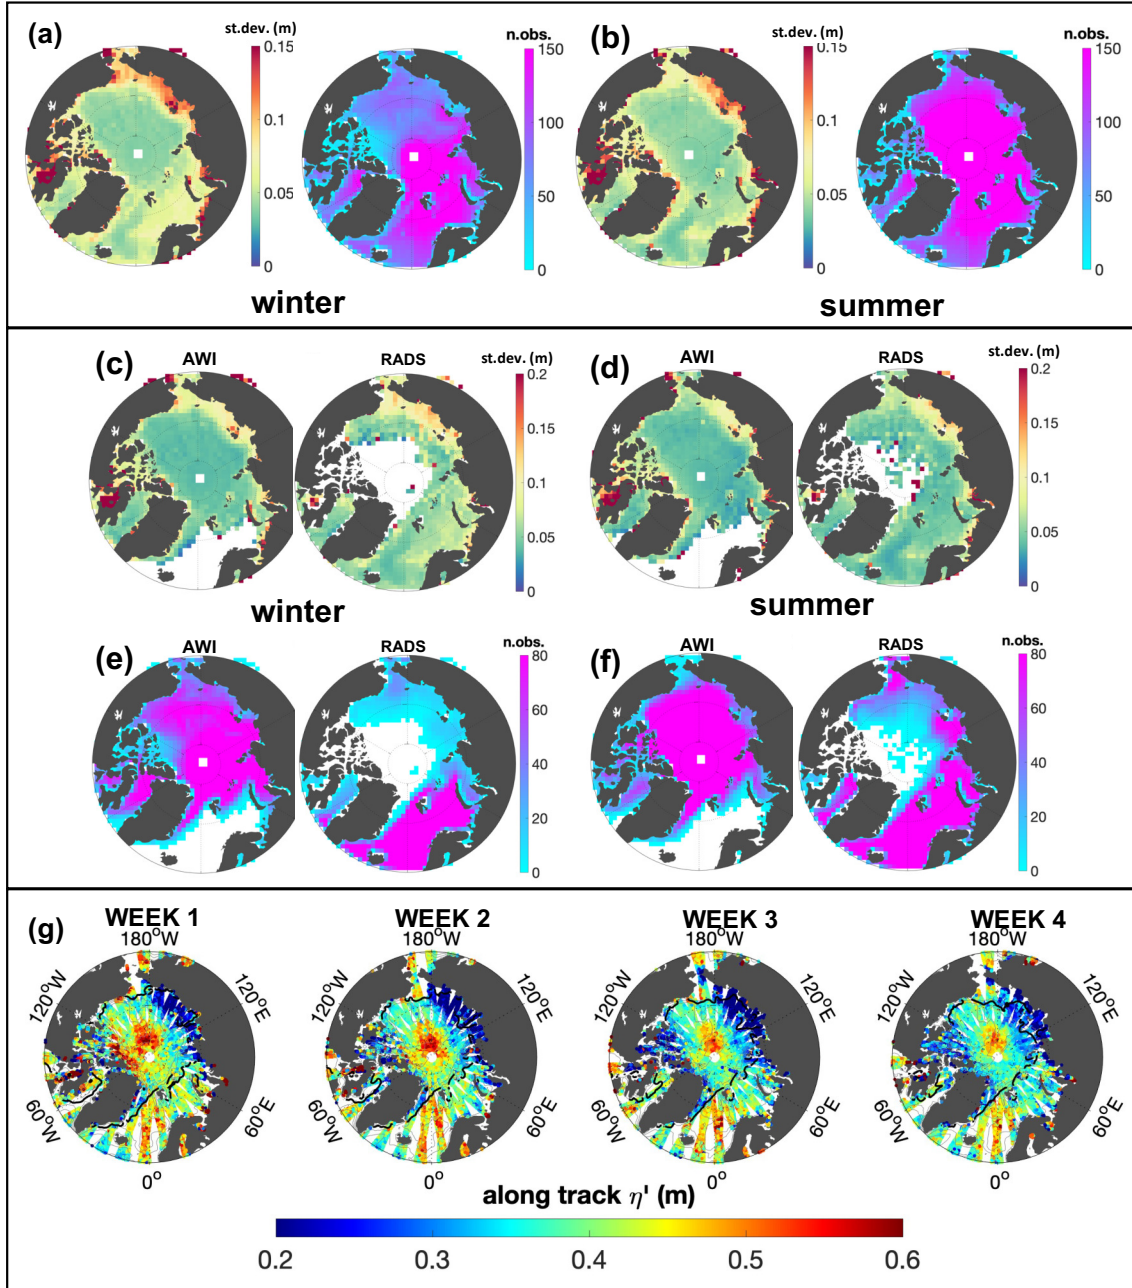 (a)
st.dev. (m)
0.15
0.1
0.05
0
n.obs.
150
100
50
0
winter
(b)
st.dev. (m)
0.15
0.1
0.05
0
n.obs.
150
100
50
0
summer
(c)
AWI
RADS
st.dev. (m)
0.2
0.15
0.1
0.05
0
winter
(d)
AWI
RADS
st.dev. (m)
0.2
0.15
0.1
0.05
0
summer
(e)
AWI
RADS
n.obs.
80
60
40
20
0
(f)
AWI
RADS
n.obs.
80
60
40
20
0
(g)
WEEK 1
180°W
120°W
120°E
60°W
60°E
0°
WEEK 2
180°W
120°W
120°E
60°W
60°E
0°
WEEK 3
180°W
120°W
120°E
60°W
60°E
0°
WEEK 4
180°W
120°W
120°E
60°W
60°E
0°
along track η' (m)
0.2 0.3 0.4 0.5 0.6